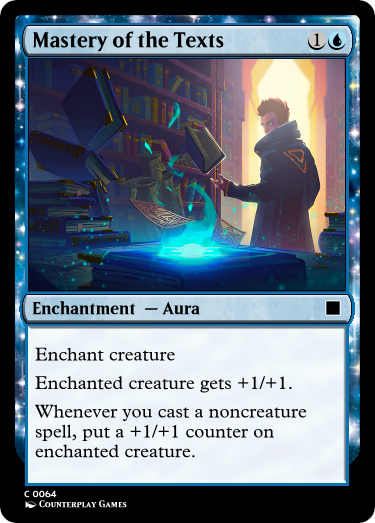 Mastery of the Texts 1
Enchantment — Aura
Enchant creature
Enchanted creature gets +1/+1.
Whenever you cast a noncreature
spell, put a +1/+1 counter on
enchanted creature.
C 0064
Counterplay Games